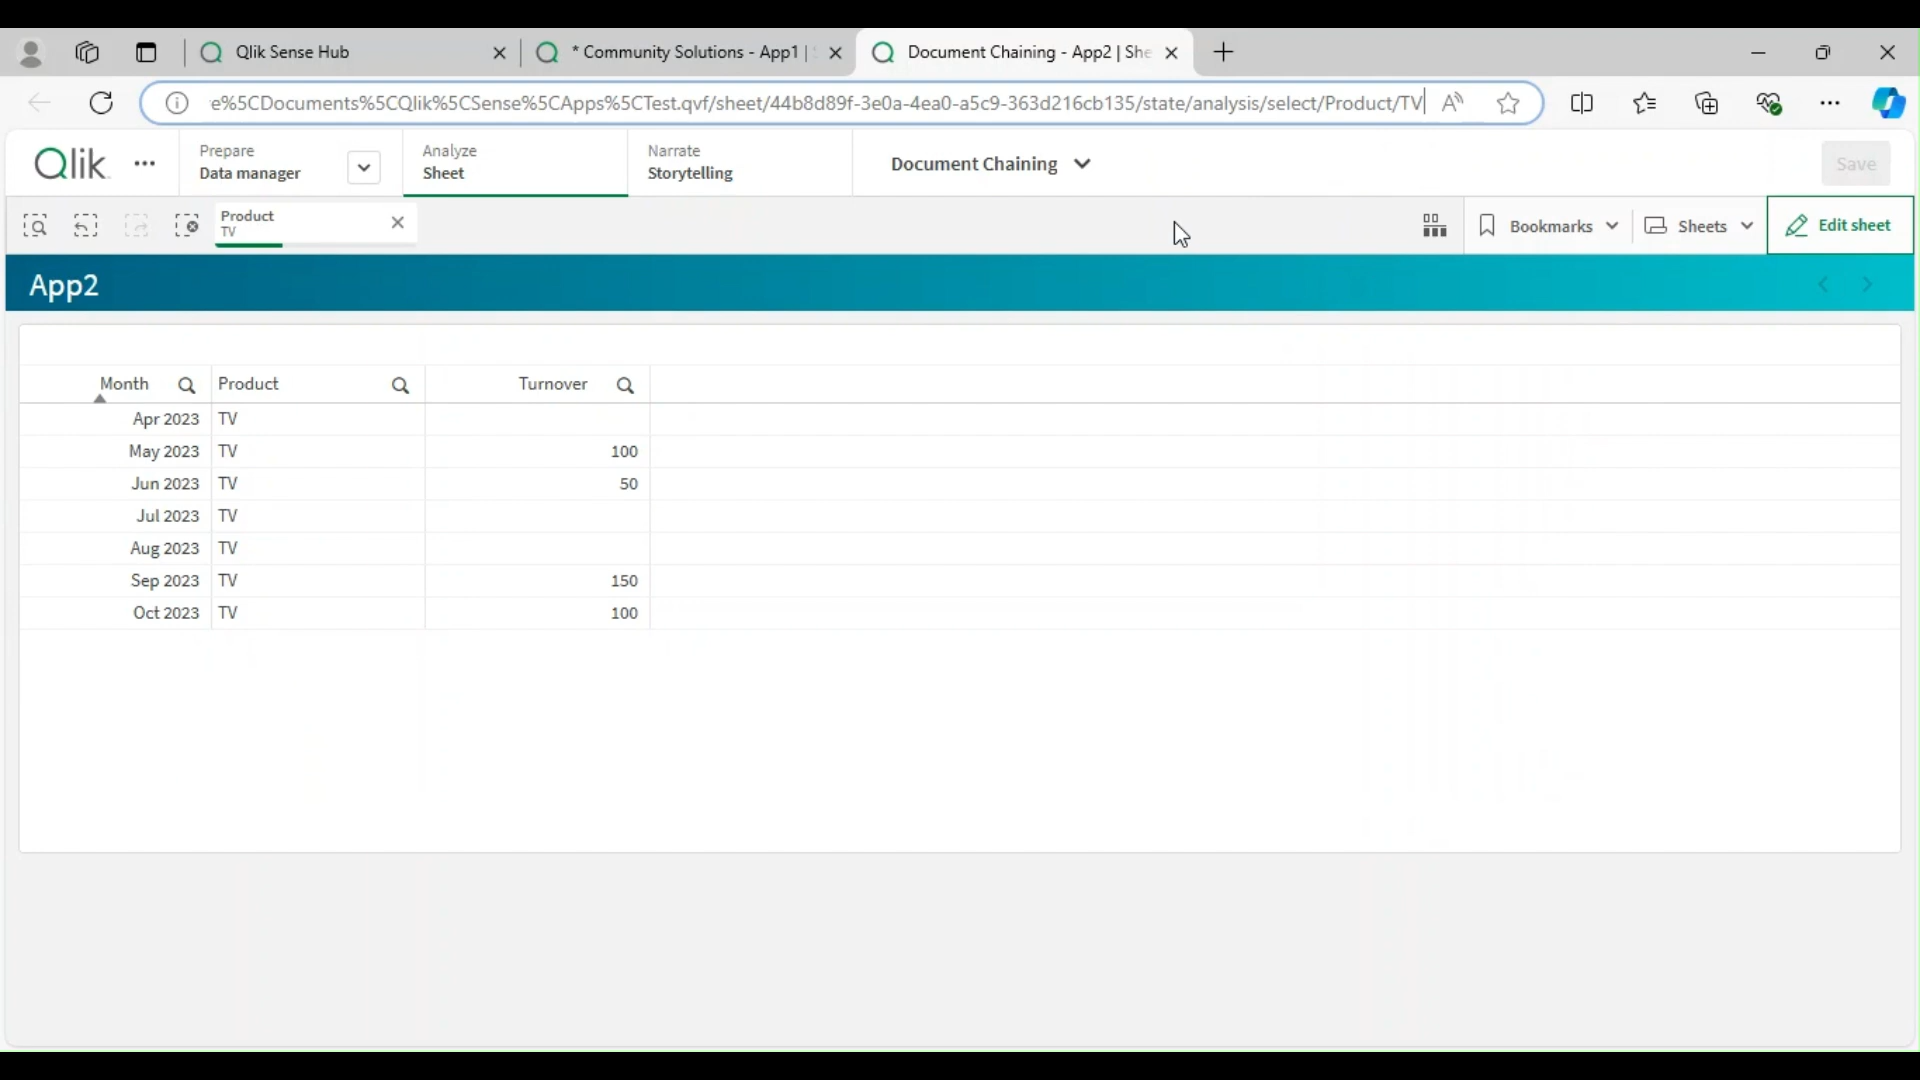 Qlik Sense Hub
* Community Solutions - App1 |
Document Chaining - App2 | She
e%5CDocuments%5CQlik%5CSense%5CApps%5CTest.qvf/sheet/44b8d89f-3e0a-4ea0-a5c9-363d216cb135/state/analysis/select/Product/TV
Qlik
Prepare
Data manager
Analyze
Sheet
Narrate
Storytelling
Document Chaining
Save
Product
TV
Bookmarks
Sheets
Edit sheet
App2
Month Product Turnover
Apr 2023 TV
May 2023 TV 100
Jun 2023 TV 50
Jul 2023 TV
Aug 2023 TV
Sep 2023 TV 150
Oct 2023 TV 100